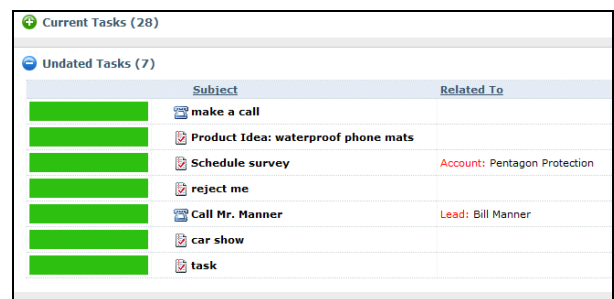 Current Tasks (28)
Undated Tasks (7)
Subject Related To
make a call
Product Idea: waterproof phone mats
Schedule survey Account: Pentagon Protection
reject me
Call Mr. Manner Lead: Bill Manner
car show
task